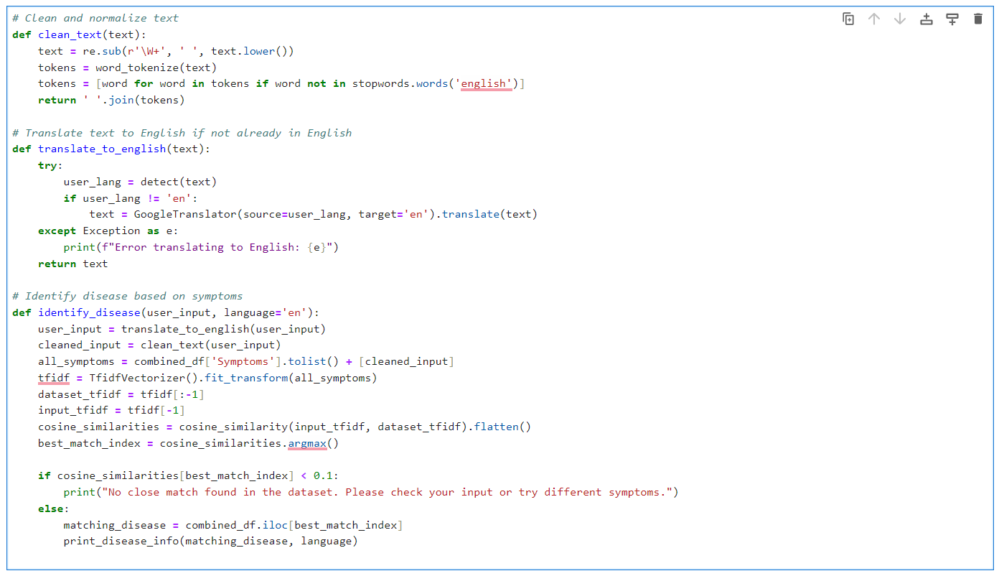 # Clean and normalize text
def clean_text(text):
    text = re.sub(r'\W+', ' ', text.lower())
    tokens = word_tokenize(text)
    tokens = [word for word in tokens if word not in stopwords.words('english')]
    return ' '.join(tokens)

# Translate text to English if not already in English
def translate_to_english(text):
    try:
        user_lang = detect(text)
        if user_lang != 'en':
            text = GoogleTranslator(source=user_lang, target='en').translate(text)
    except Exception as e:
        print(f"Error translating to English: {e}")
    return text

# Identify disease based on symptoms
def identify_disease(user_input, language='en'):
    user_input = translate_to_english(user_input)
    cleaned_input = clean_text(user_input)
    all_symptoms = combined_df['Symptoms'].tolist() + [cleaned_input]
    tfidf = TfidfVectorizer().fit_transform(all_symptoms)
    dataset_tfidf = tfidf[:-1]
    input_tfidf = tfidf[-1]
    cosine_similarities = cosine_similarity(input_tfidf, dataset_tfidf).flatten()
    best_match_index = cosine_similarities.argmax()

    if cosine_similarities[best_match_index] < 0.1:
        print("No close match found in the dataset. Please check your input or try different symptoms.")
    else:
        matching_disease = combined_df.iloc[best_match_index]
        print_disease_info(matching_disease, language)